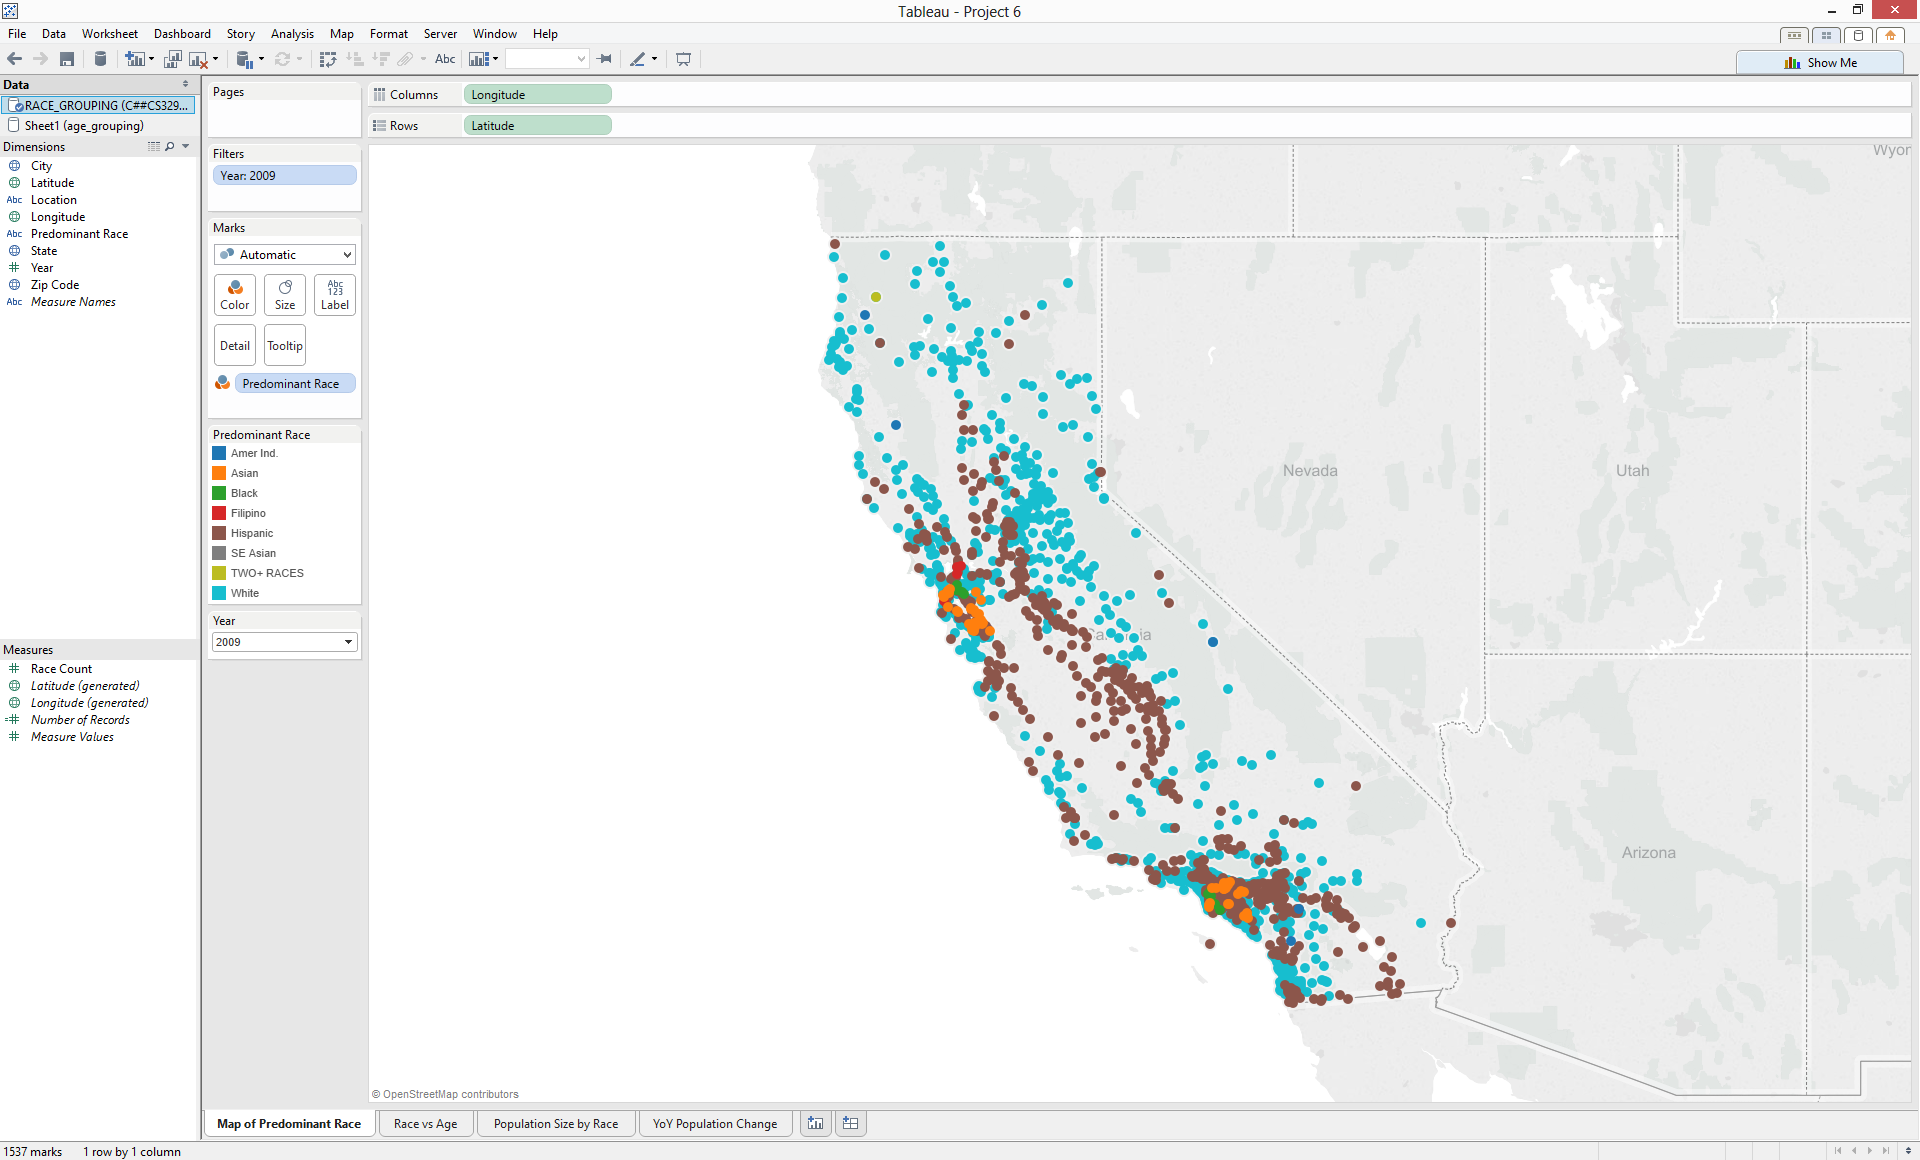 Tableau - Project 6
File Data Worksheet Dashboard Story Analysis Map Format Server Window Help
Abc
Show Me
Data
RACE_GROUPING (C##CS329...
Sheet1 (age_grouping)
Dimensions
City
Latitude
Abc Location
Longitude
Abc Predominant Race
State
# Year
Zip Code
Abc Measure Names
Measures
# Race Count
Latitude (generated)
Longitude (generated)
=# Number of Records
# Measure Values
Pages
Filters
Year: 2009
Marks
Automatic
Color
Size
Abc
123
Label
Detail
Tooltip
Predominant Race
Predominant Race
Amer Ind.
Asian
Black
Filipino
Hispanic
SE Asian
TWO+ RACES
White
Year
2009
Columns Longitude
Rows Latitude
Wyor
Nevada
Utah
Arizona
© OpenStreetMap contributors
Map of Predominant Race
Race vs Age
Population Size by Race
YoY Population Change
1537 marks 1 row by 1 column